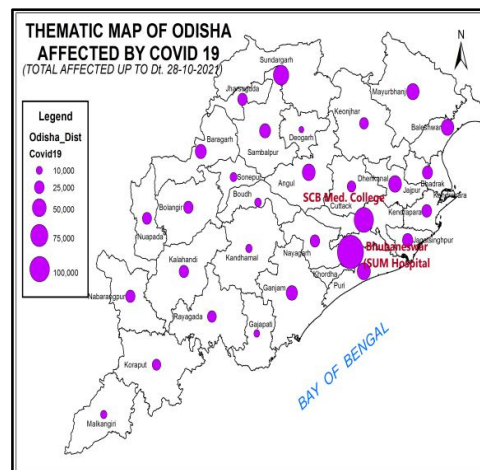 THEMATIC MAP OF ODISHA
AFFECTED BY COVID 19
(TOTAL AFFECTED UP TO Dt. 28-10-2021)
N
Legend
Odisha_Dist
Covid19
10,000
25,000
50,000
75,000
100,000
Sundargarh
Jharsaguda
Mayurbhanj
Keonjhar
Baleshwar
Baragarh
Sambalpur
Deogarh
Sonepur
Angul
Dhenkanal
Jajpur
Bhadrak
SCB Med. College
Cuttack
Kendrapara
Boudh
Bolangir
Nuapada
Jagatsinghpur
Nayagarh
Bhubaneswar
/SUM Hospital
Khordha
Puri
Kandhamal
Kalahandi
Nabarangpur
Ganjam
Rayagada
Gajapati
Koraput
Malkangiri
BAY OF BENGAL